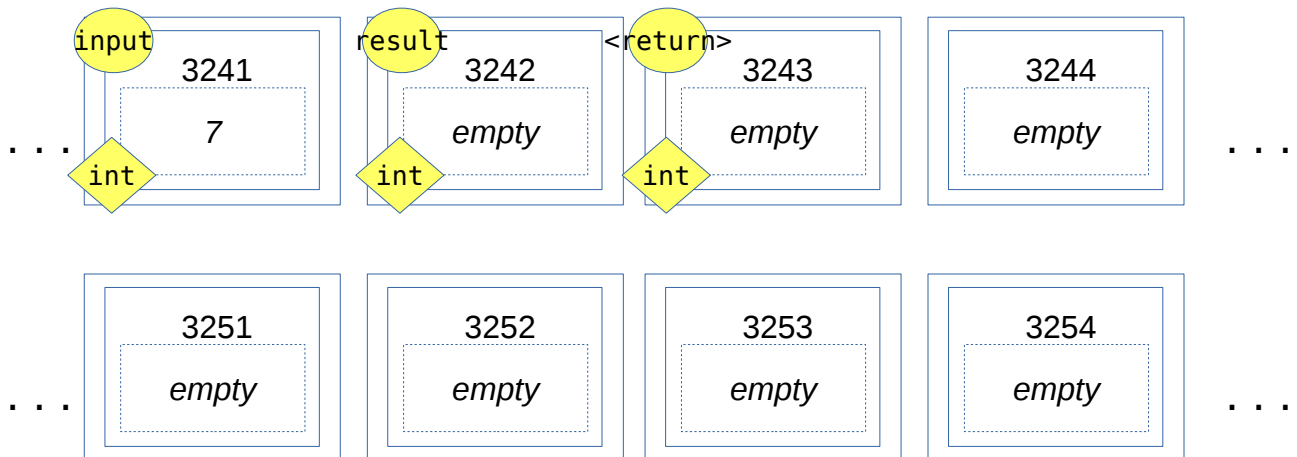 input result <return>
3241 3242 3243 3244
... 7 empty empty empty ...
int int int
3251 3252 3253 3254
... empty empty empty empty ...